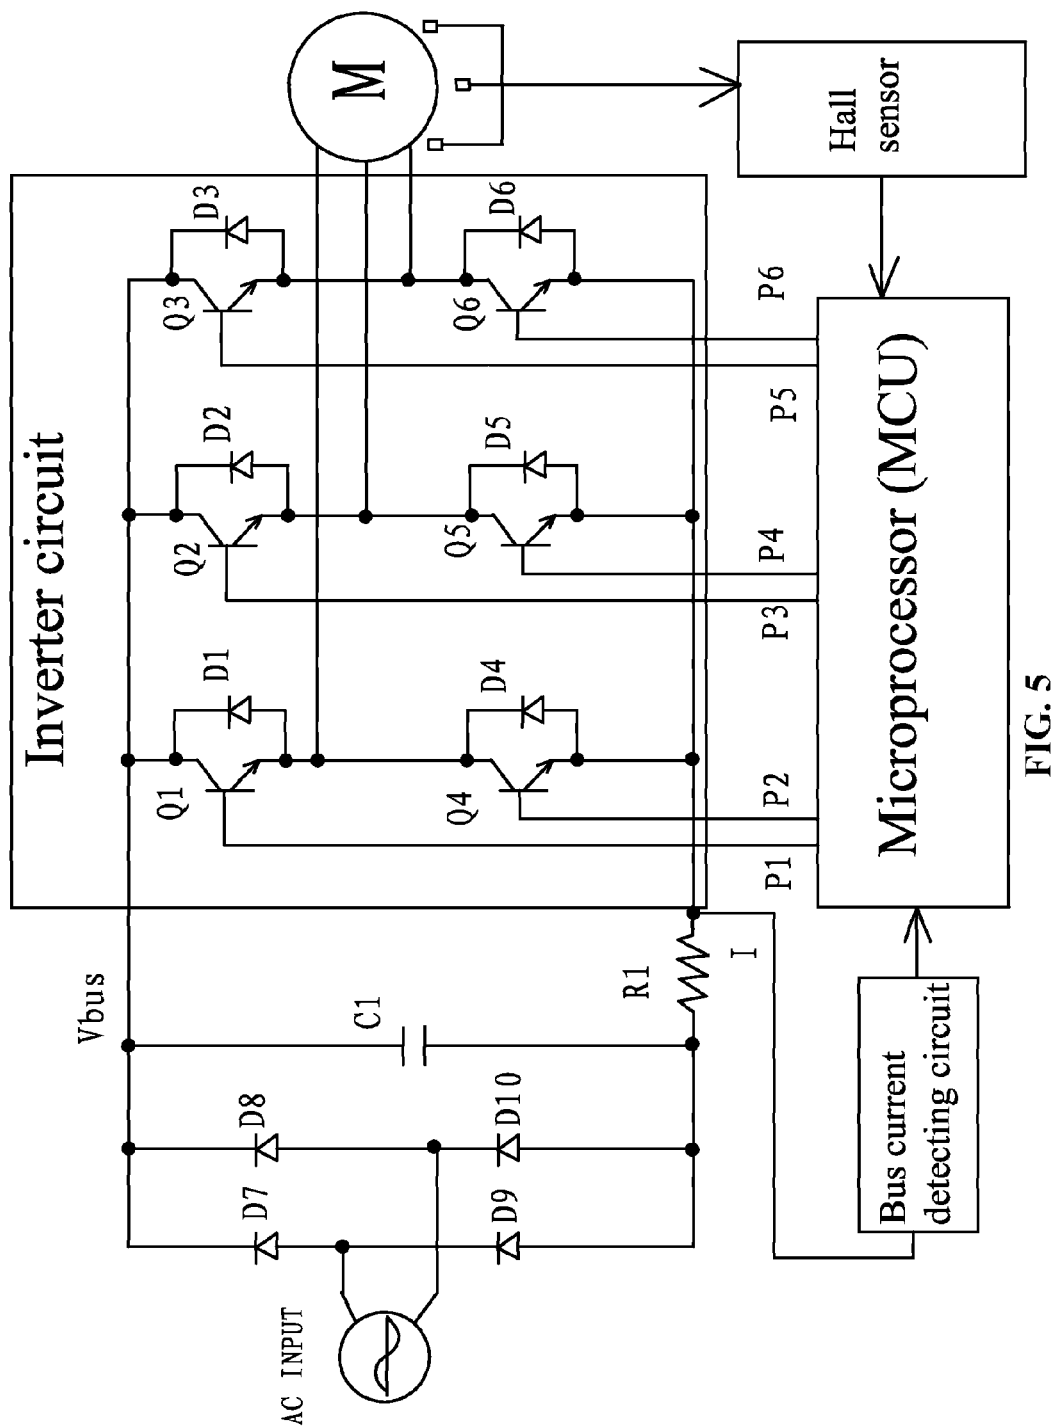 Inverter circuit
AC INPUT
D7
D8
D9
D10
Vbus
C1
R1
I
Q1
D1
Q2
D2
Q3
D3
Q4
D4
Q5
D5
Q6
D6
M
P1
P2
P3
P4
P5
P6
Hall
sensor
Microprocessor (MCU)
Bus current
detecting circuit
FIG. 5